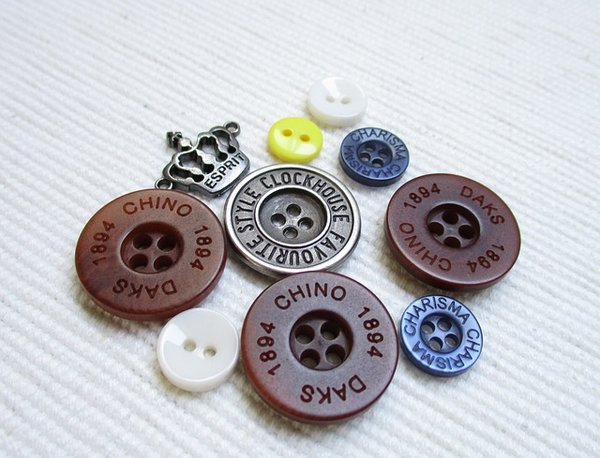 CHARISMA CHARISMA
ESPRIT
CLOCKHOUSE FAVOURITE STYLE
CHINO 1894 DAKS 1894
DAKS 1894 CHINO 1894
CHINO 1894 DAKS 1894
CHARISMA CHARISMA